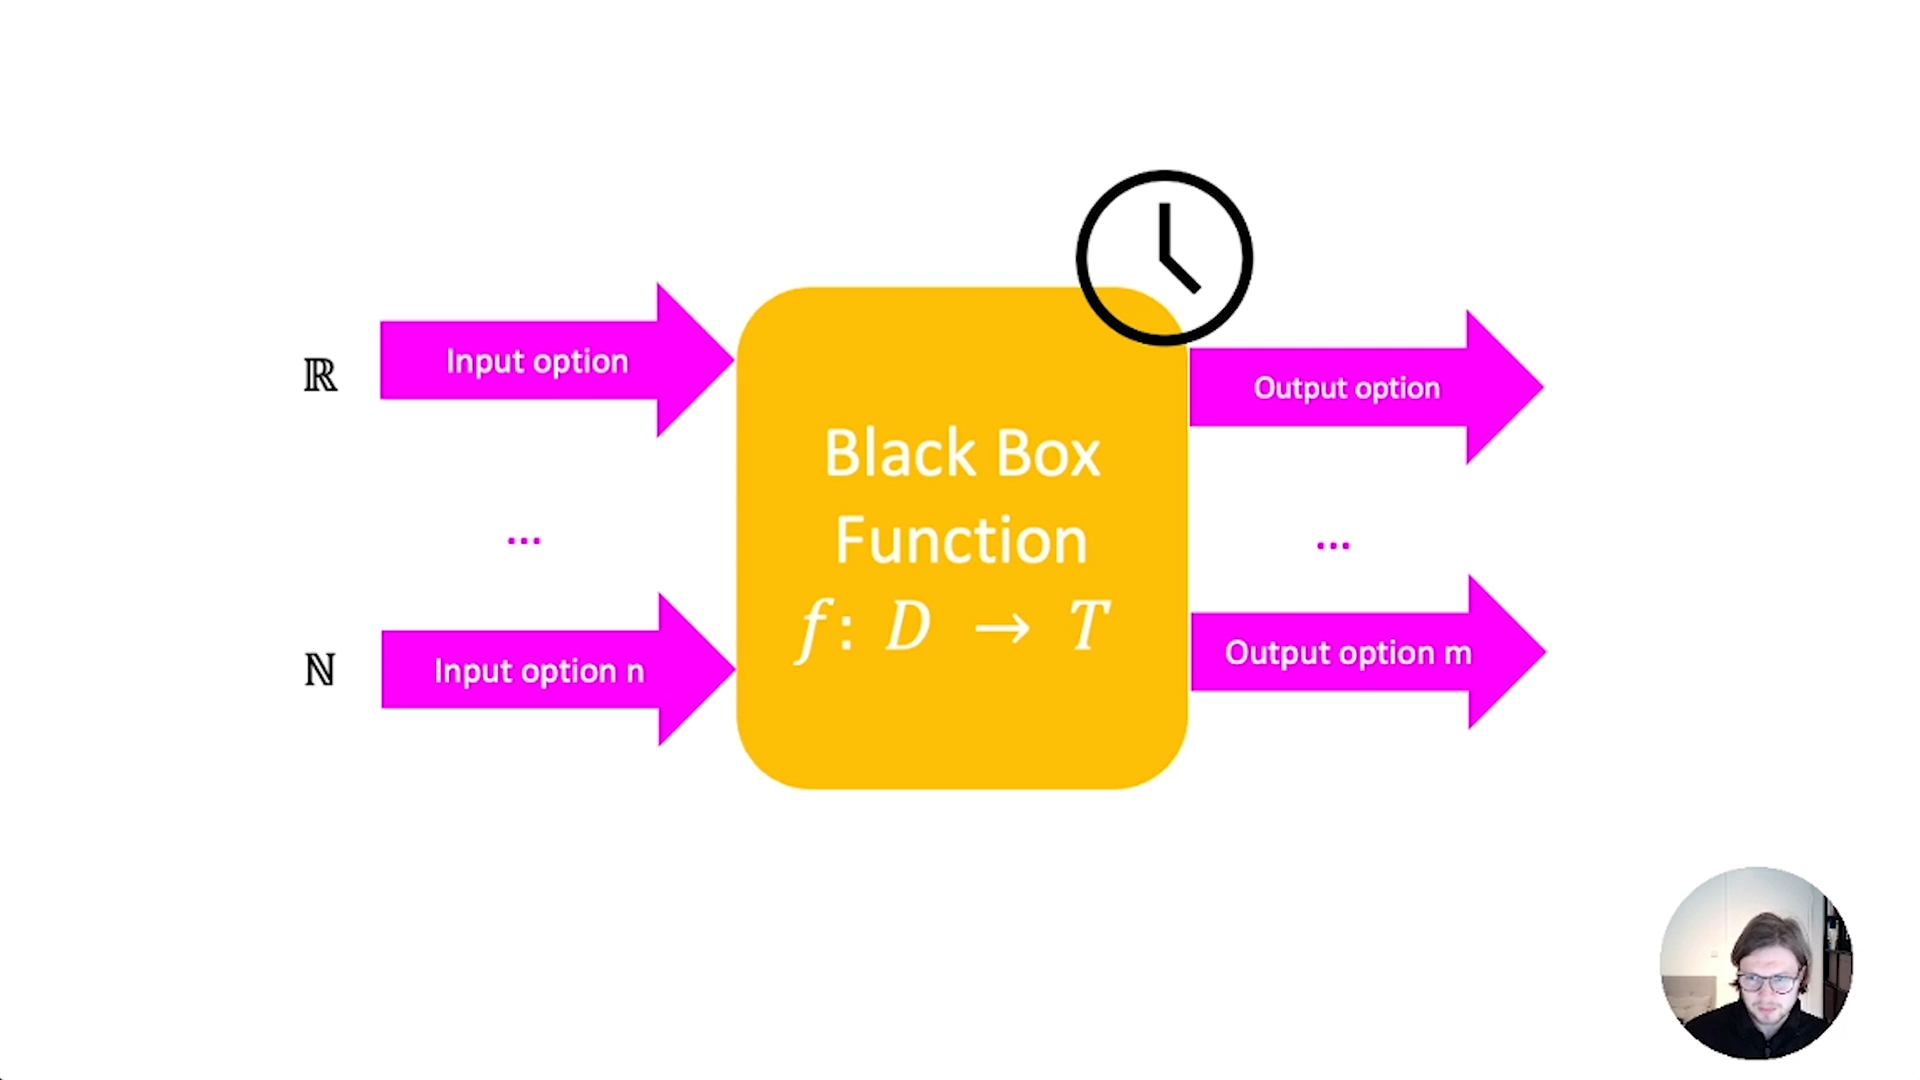 ℝ
Input option
Output option
Black Box
Function
f: D → T
...
...
ℕ
Input option n
Output option m